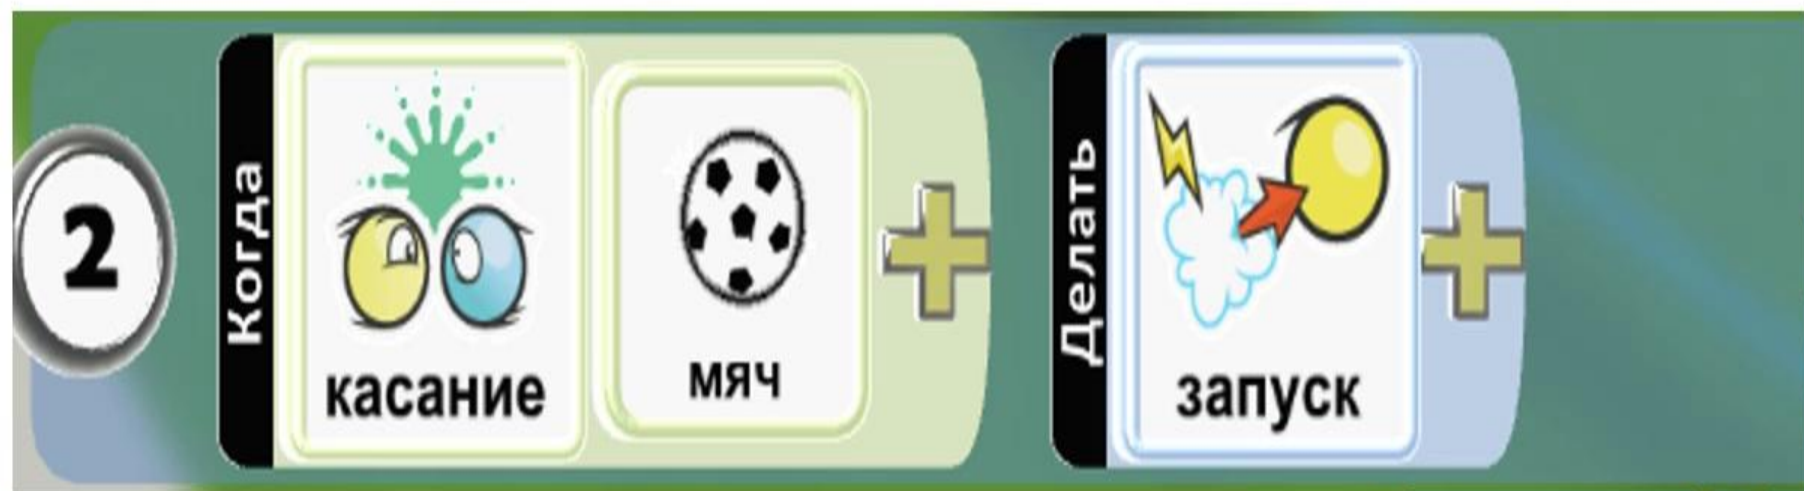 2
Когда
касание
мяч
Делать
запуск